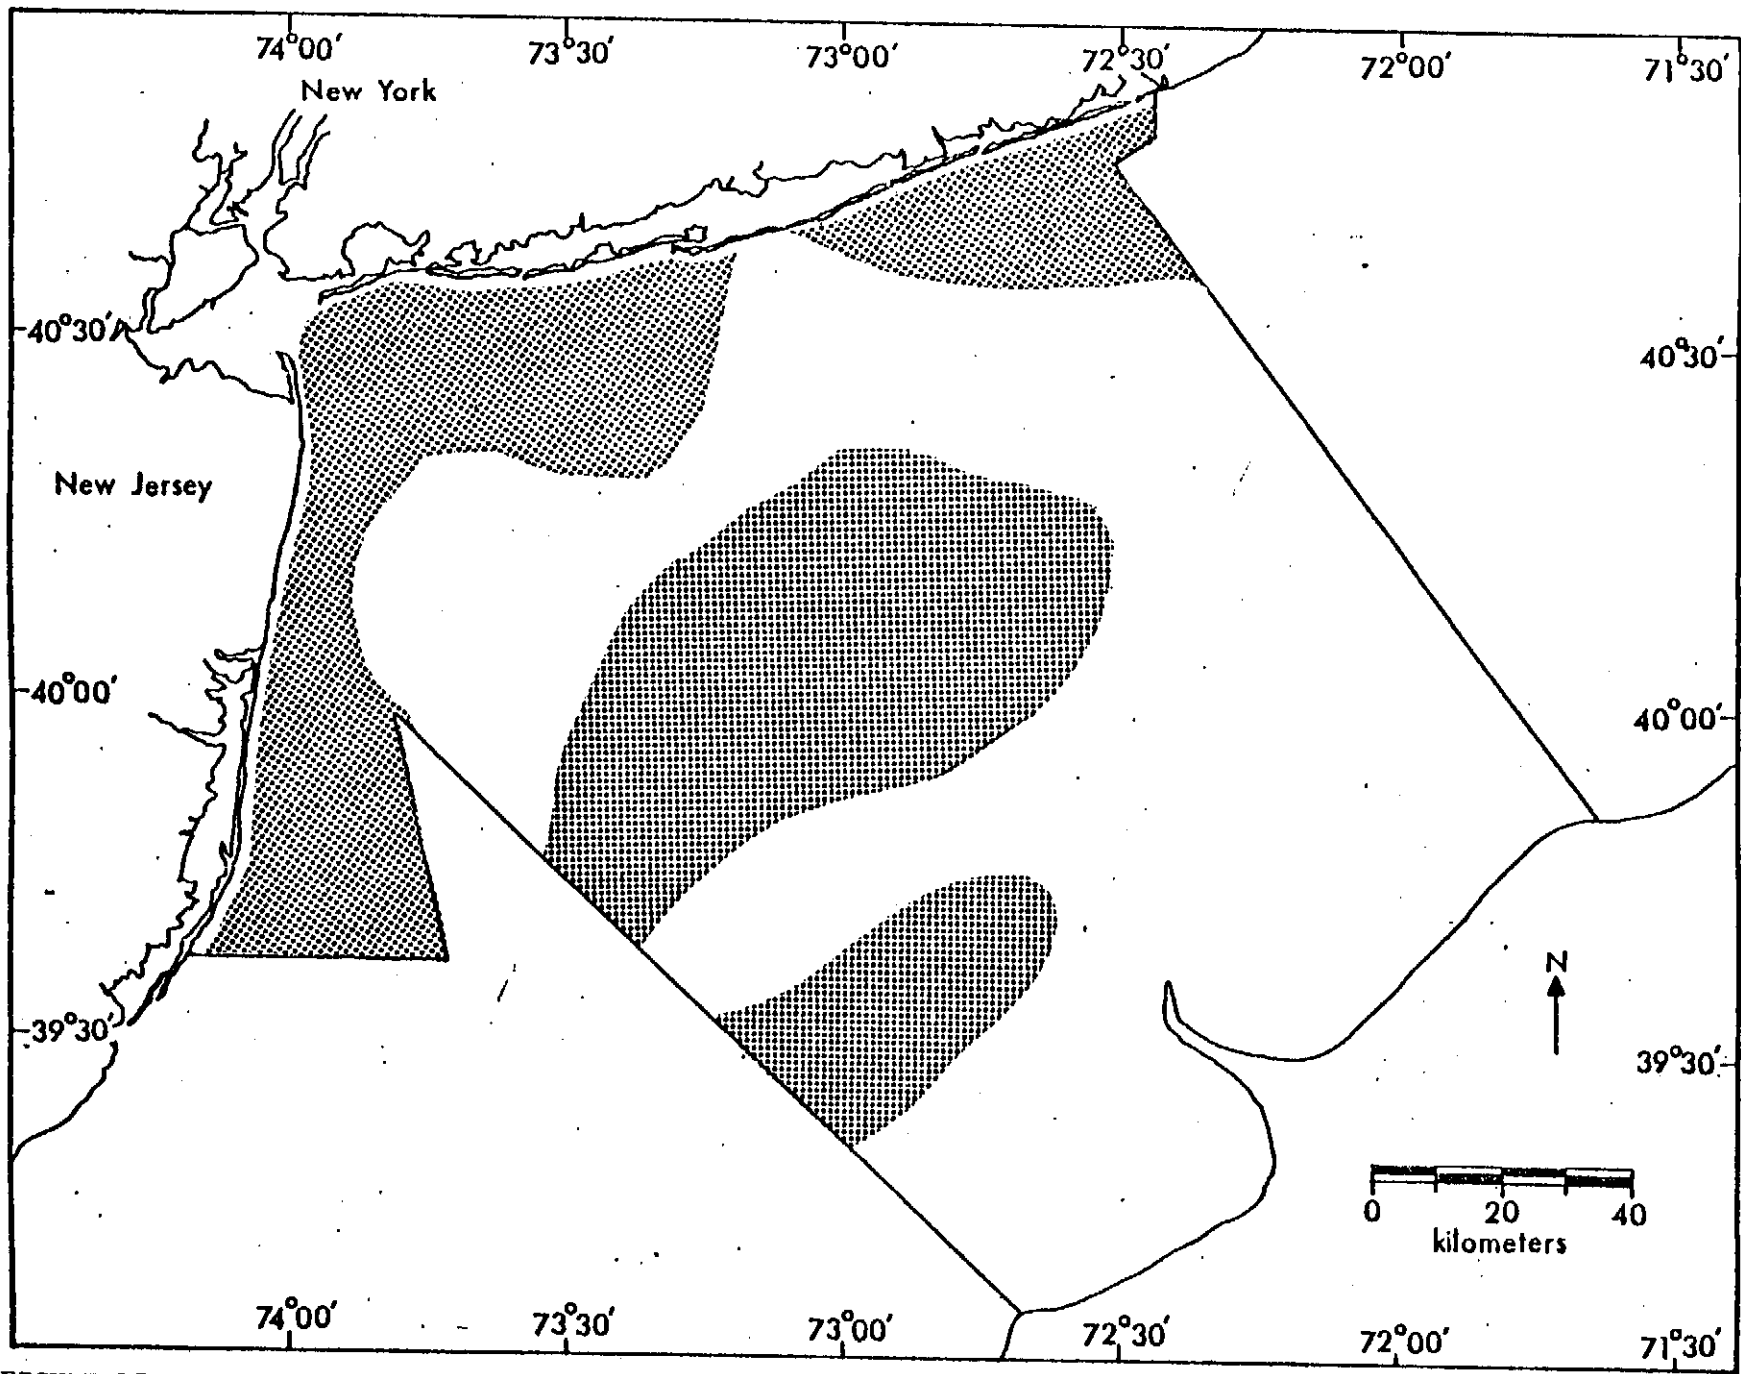 74°00′ 73°30′ 73°00′ 72°30′ 72°00′ 71°30′
New York
40°30′ 40°30′
New Jersey
40°00′ 40°00′
N
39°30′ 39°30′
0 20 40
kilometers
74°00′ 73°30′ 73°00′ 72°30′ 72°00′ 71°30′